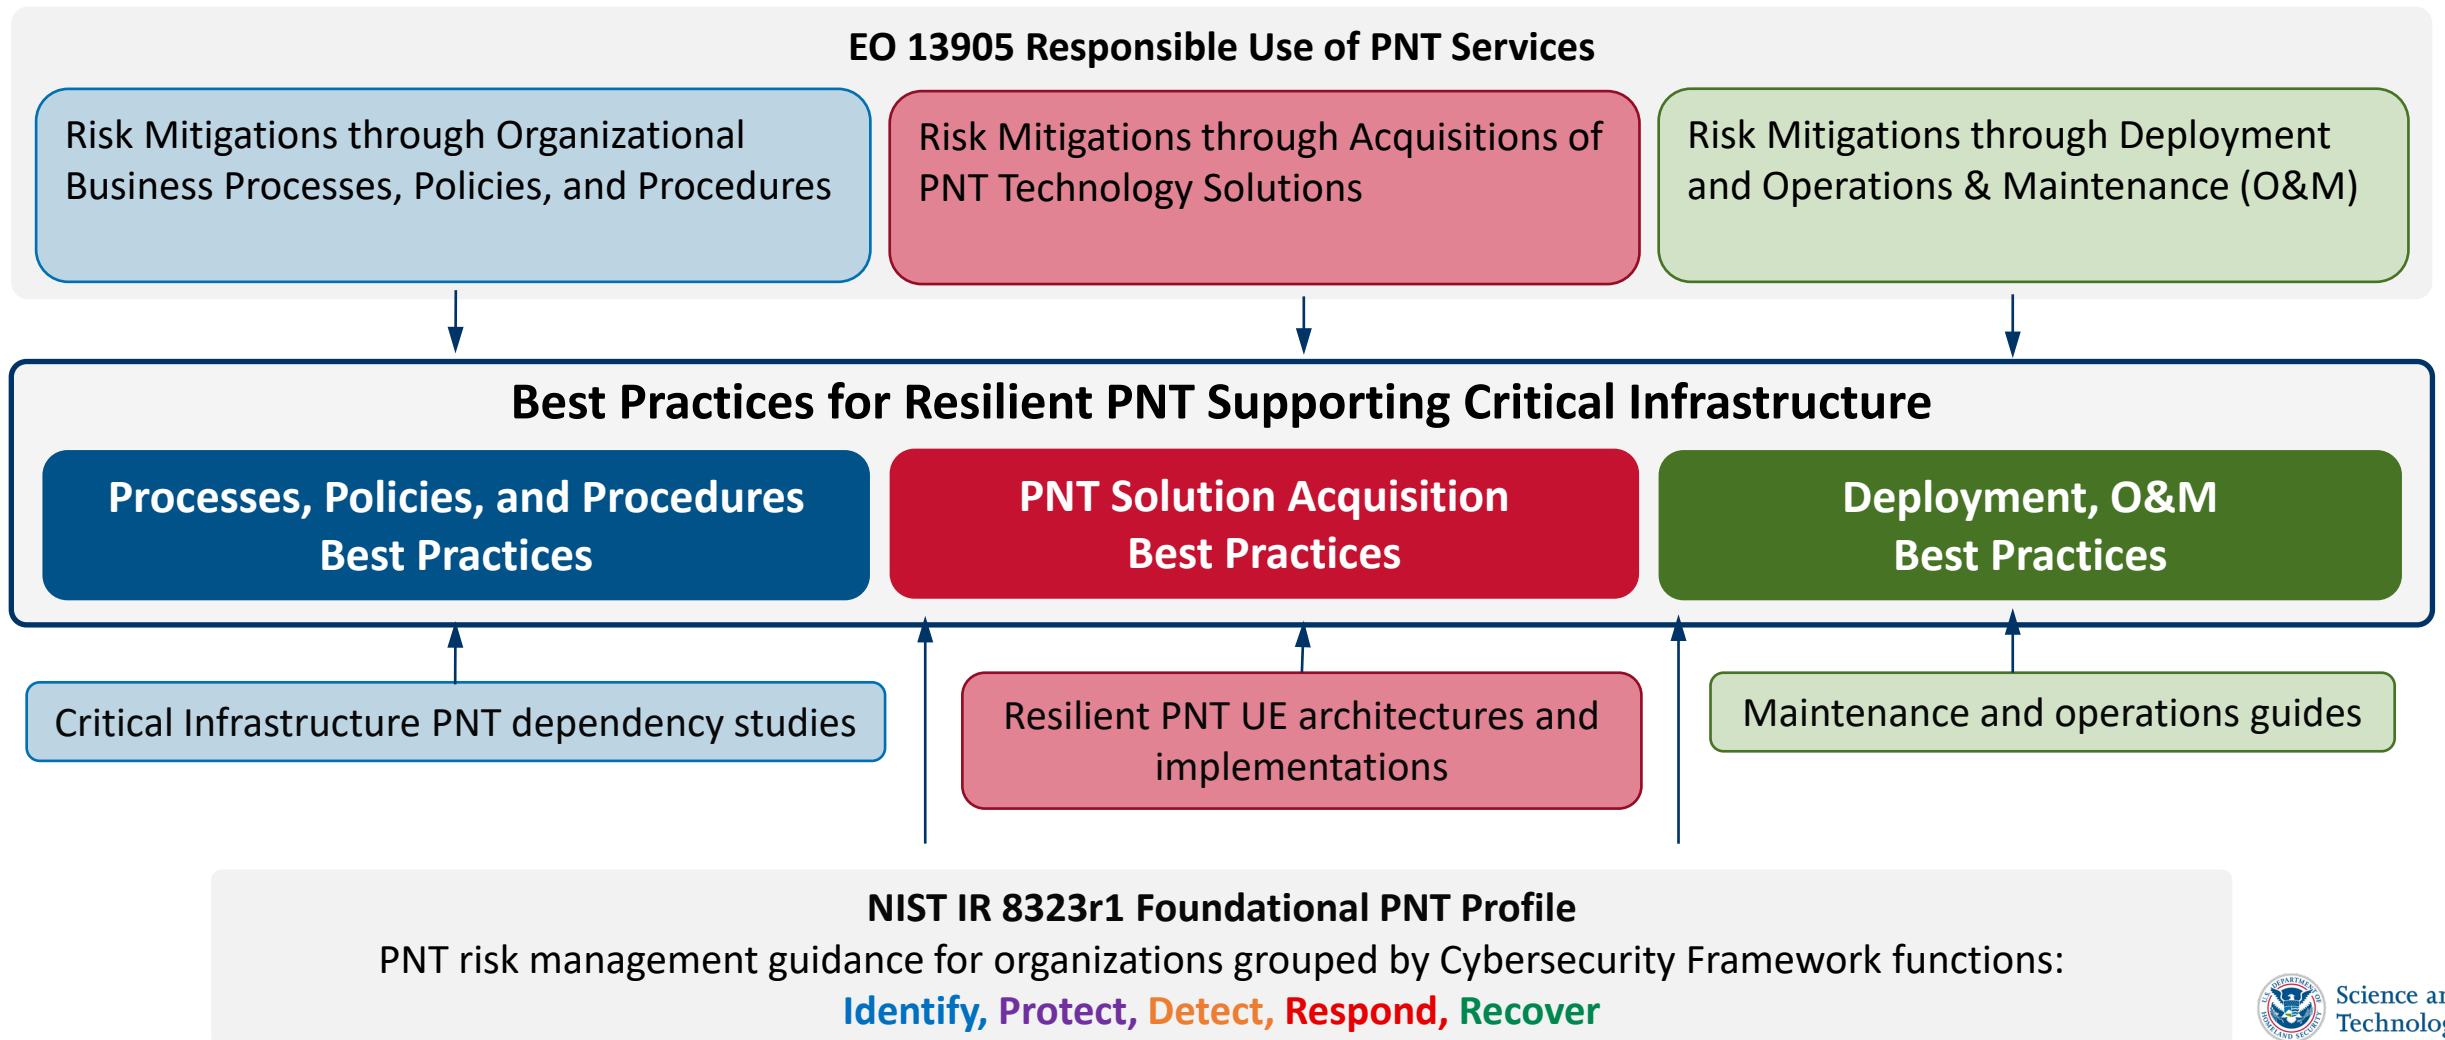 EO 13905 Responsible Use of PNT Services
Risk Mitigations through Organizational
Business Processes, Policies, and Procedures
Risk Mitigations through Acquisitions of
PNT Technology Solutions
Risk Mitigations through Deployment
and Operations & Maintenance (O&M)
Best Practices for Resilient PNT Supporting Critical Infrastructure
Processes, Policies, and Procedures
Best Practices
PNT Solution Acquisition
Best Practices
Deployment, O&M
Best Practices
Critical Infrastructure PNT dependency studies
Resilient PNT UE architectures and
implementations
Maintenance and operations guides
NIST IR 8323r1 Foundational PNT Profile
PNT risk management guidance for organizations grouped by Cybersecurity Framework functions:
Identify, Protect, Detect, Respond, Recover
Science